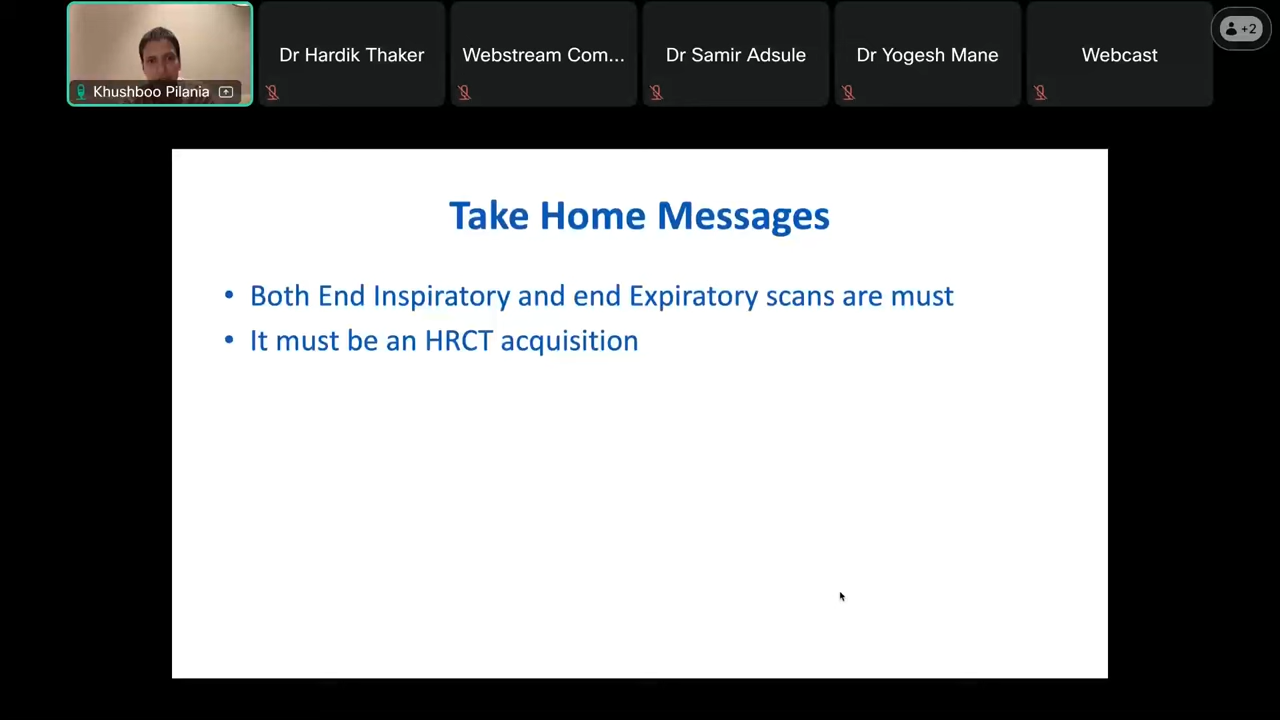 Khushboo Pilania
Dr Hardik Thaker
Webstream Com...
Dr Samir Adsule
Dr Yogesh Mane
Webcast
+2
Take Home Messages
• Both End Inspiratory and end Expiratory scans are must
• It must be an HRCT acquisition